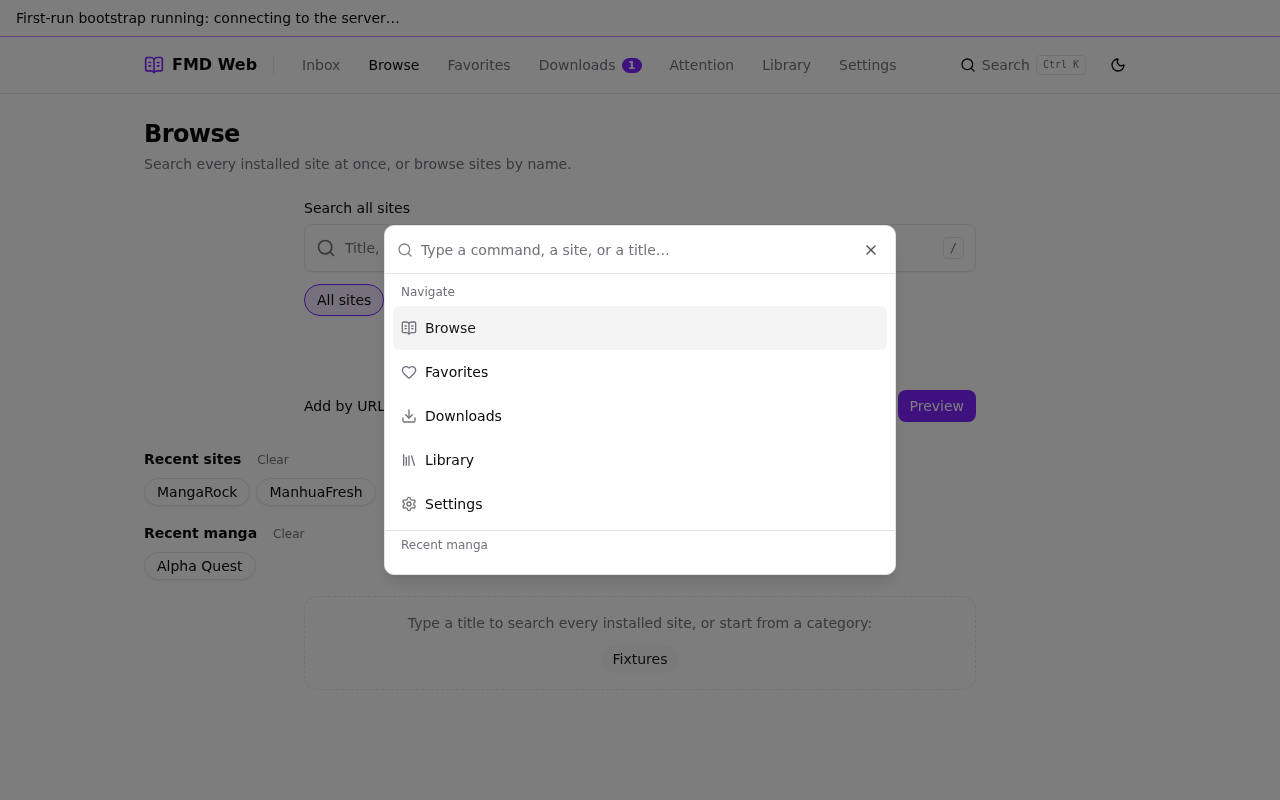 First-run bootstrap running: connecting to the server…
FMD Web
Inbox
Browse
Favorites
Downloads 1
Attention
Library
Settings
Search Ctrl K
Browse
Search every installed site at once, or browse sites by name.
Search all sites
Title,
/
All sites
Type a command, a site, or a title…
Navigate
Browse
Favorites
Downloads
Library
Settings
Recent manga
Add by URL
Preview
Recent sites Clear
MangaRock ManhuaFresh
Recent manga Clear
Alpha Quest
Type a title to search every installed site, or start from a category:
Fixtures